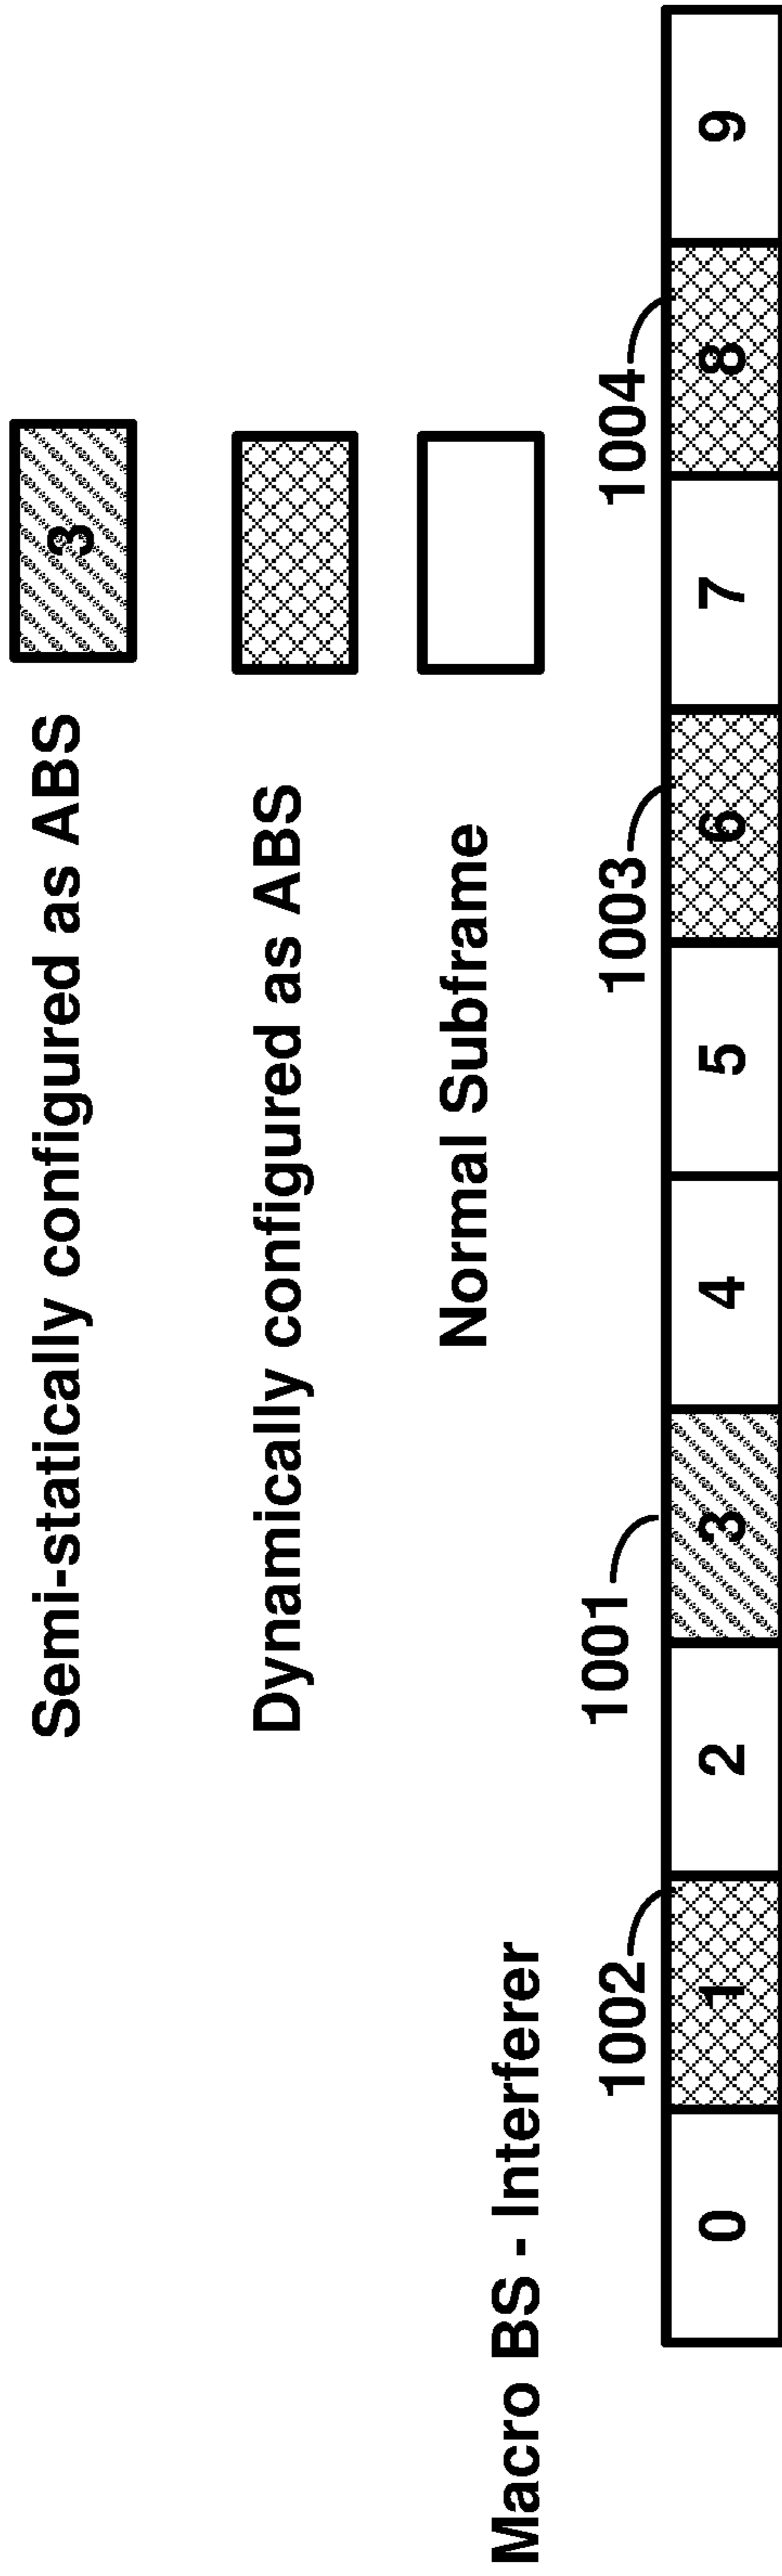 Semi-statically configured as ABS
3
Dynamically configured as ABS
Normal Subframe
Macro BS - Interferer
1002
1001
1003
1004
0 1 2 3 4 5 6 7 8 9